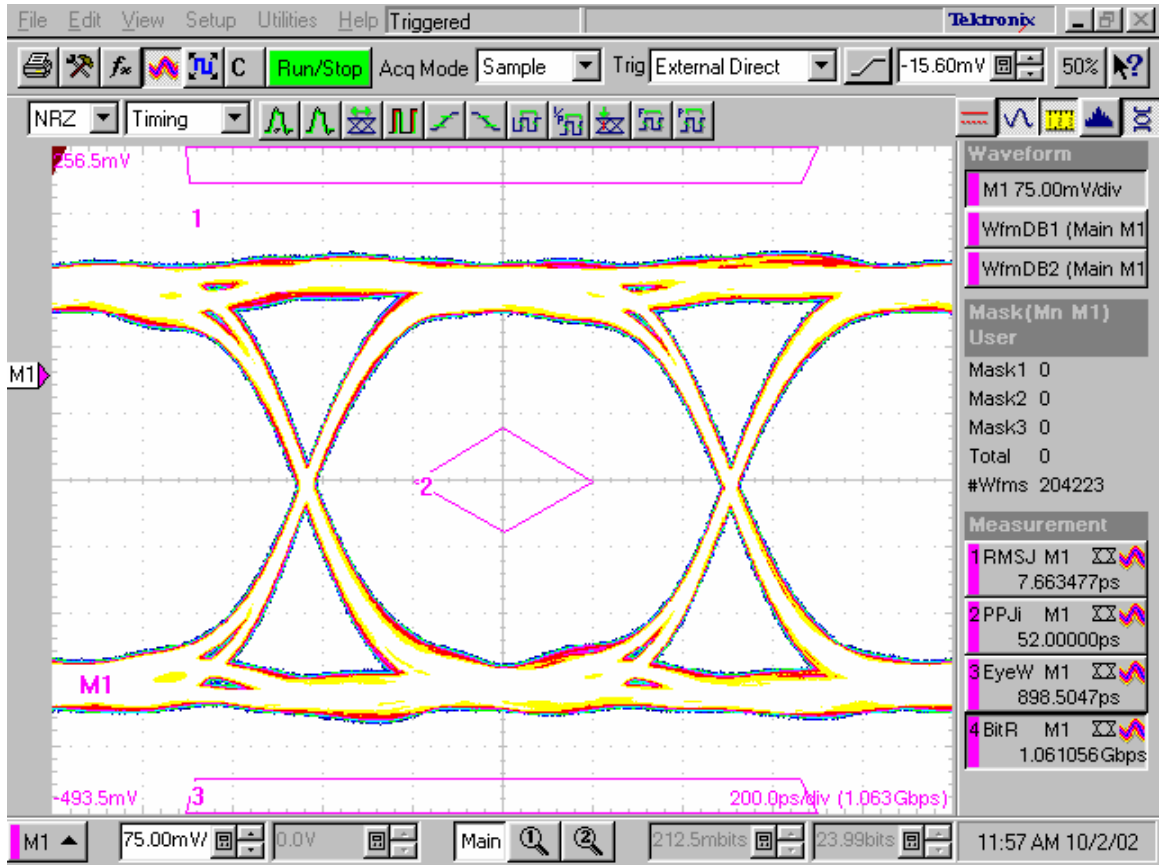 File Edit View Setup Utilities Help Triggered Tektronix
C Run/Stop Acq Mode Sample Trig External Direct -15.60mV 50% ?
NRZ Timing
256.5mV
1
M1
2
M1
-493.5mV 3 200.0ps/div (1.063Gbps)
Waveform
M1 75.00mV/div
WfmDB1 (Main M1
WfmDB2 (Main M1
Mask(Mn M1)
User
Mask1 0
Mask2 0
Mask3 0
Total 0
#Wfms 204223
Measurement
1 RMSJ M1
7.663477ps
2 PPJi M1
52.00000ps
3 EyeW M1
898.5047ps
4 BitR M1
1.061056Gbps
M1 75.00mV/ 0.0V Main 1 2 212.5mbits 23.99bits 11:57 AM 10/2/02